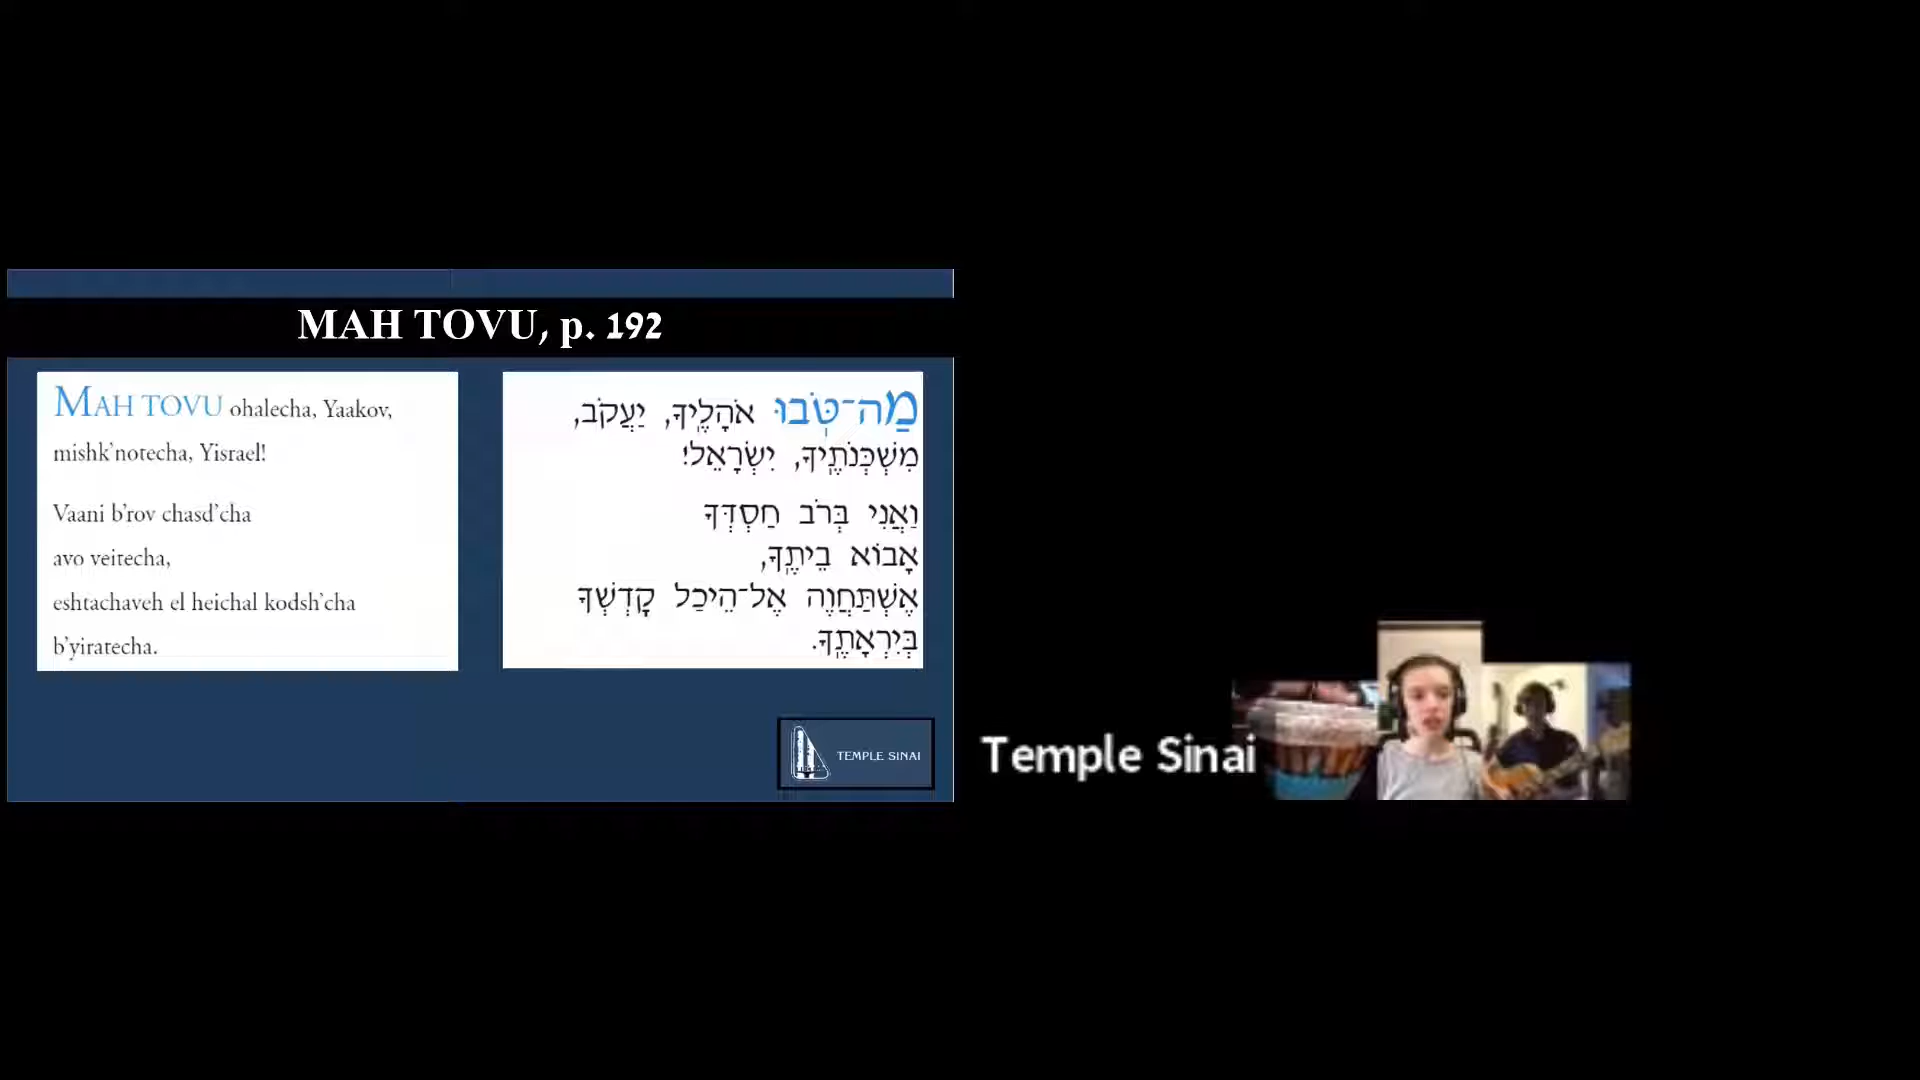 MAH TOVU, p. 192
MAH TOVU ohalecha, Yaakov,
mishk'notecha, Yisrael!
Vaani b'rov chasd'cha
avo veitecha,
eshtachaveh el heichal kodsh'cha
b'yiratecha.
מַה־טֹּֽבוּ אֹהָלֶֽיךָ, יַעֲקֹב,
מִשְׁכְּנֹתֶֽיךָ, יִשְׂרָאֵל!
וַאֲנִי בְּרֹב חַסְדְּךָ
אָבוֹא בֵיתֶֽךָ,
אֶשְׁתַּחֲוֶה אֶל־הֵיכַל קָדְשְׁךָ
בְּיִרְאָתֶֽךָ.
TEMPLE SINAI
Temple Sinai